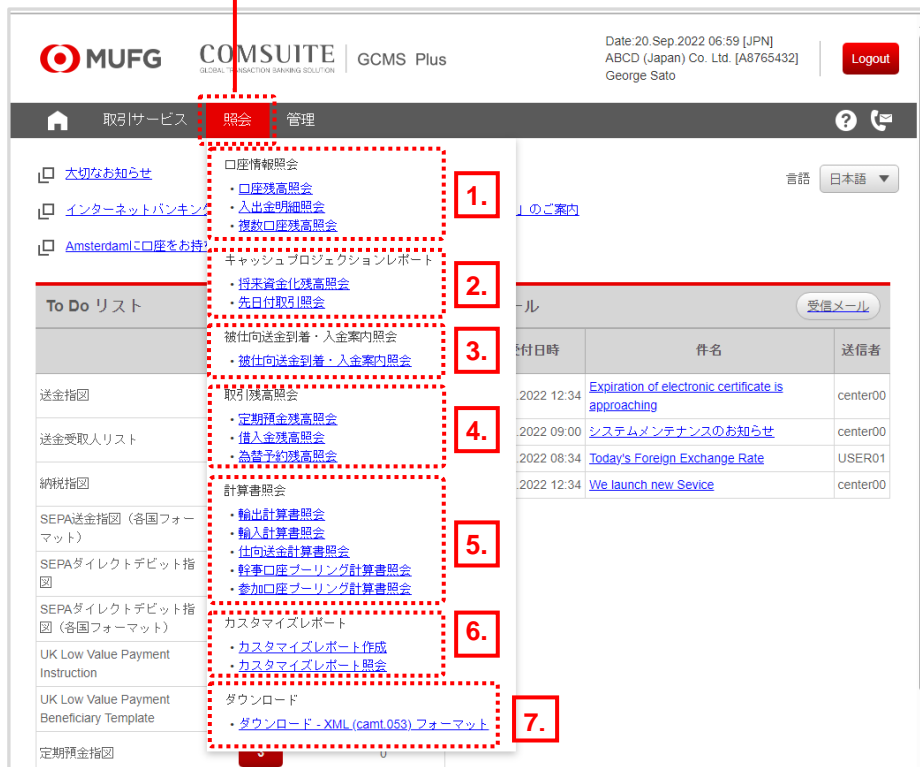 MUFG
COMSUITE
GLOBAL TRANSACTION BANKING SOLUTION
GCMS Plus
Date:20.Sep.2022 06:59 [JPN]
ABCD (Japan) Co. Ltd. [A8765432]
George Sato
Logout
取引サービス 照会 管理
大切なお知らせ
言語 日本語
インターネットバンキン
」のご案内
Amsterdamに口座をお持
口座情報照会
・口座残高照会
・入出金明細照会
・複数口座残高照会
1.
キャッシュプロジェクションレポート
・将来資金化残高照会
・先日付取引照会
2.
被仕向送金到着・入金案内照会
・被仕向送金到着・入金案内照会
3.
取引残高照会
・定期預金残高照会
・借入金残高照会
・為替予約残高照会
4.
計算書照会
・輸出計算書照会
・輸入計算書照会
・仕向送金計算書照会
・幹事口座プーリング計算書照会
・参加口座プーリング計算書照会
5.
カスタマイズレポート
・カスタマイズレポート作成
・カスタマイズレポート照会
6.
ダウンロード
・ダウンロード - XML (camt.053) フォーマット
7.
To Do リスト
送金指図
送金受取人リスト
納税指図
SEPA送金指図（各国フォー
マット）
SEPAダイレクトデビット指
図
SEPAダイレクトデビット指
図（各国フォーマット）
UK Low Value Payment
Instruction
UK Low Value Payment
Beneficiary Template
定期預金指図
3 0
ール
受信メール
付日時 件名 送信者
.2022 12:34 Expiration of electronic certificate is
approaching center00
.2022 09:00 システムメンテナンスのお知らせ center00
.2022 08:34 Today's Foreign Exchange Rate USER01
.2022 12:34 We launch new Sevice center00